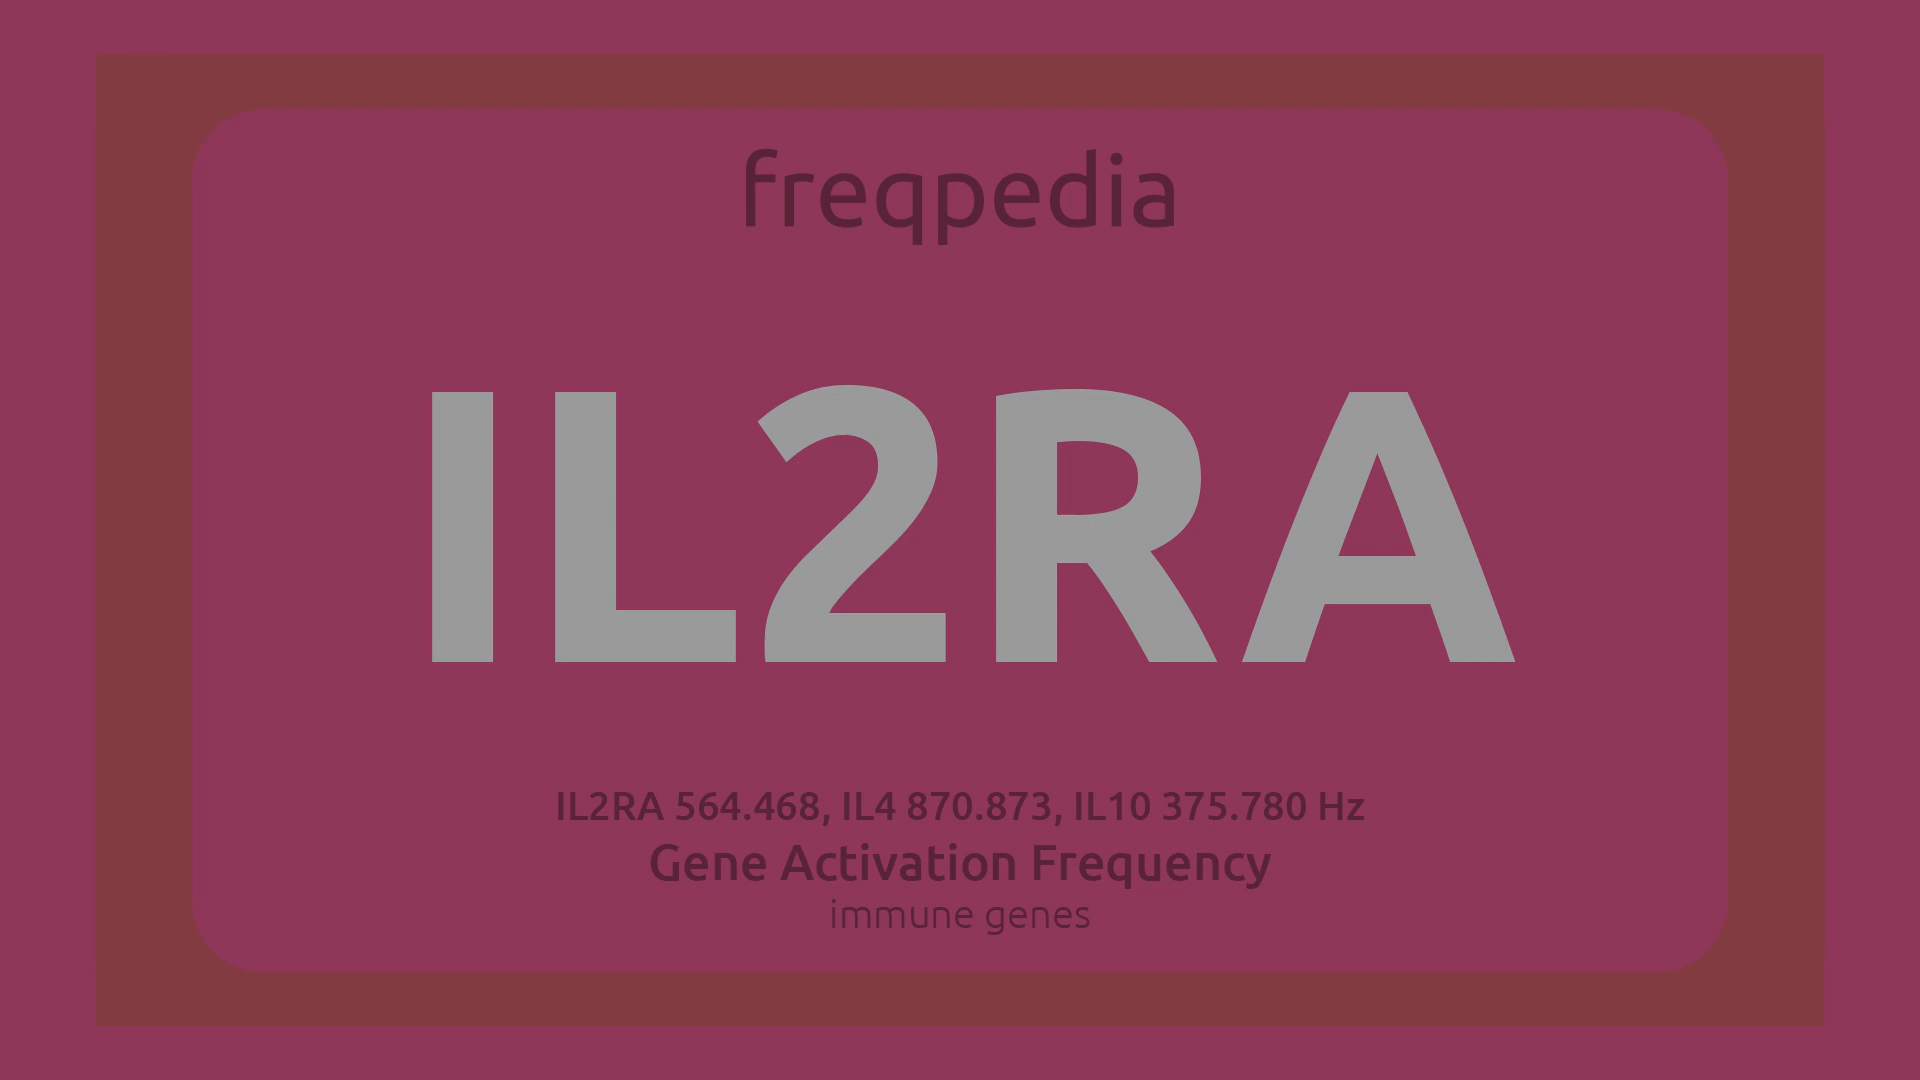 freqpedia
IL2RA
IL2RA 564.468, IL4 870.873, IL10 375.780 Hz
Gene Activation Frequency
immune genes